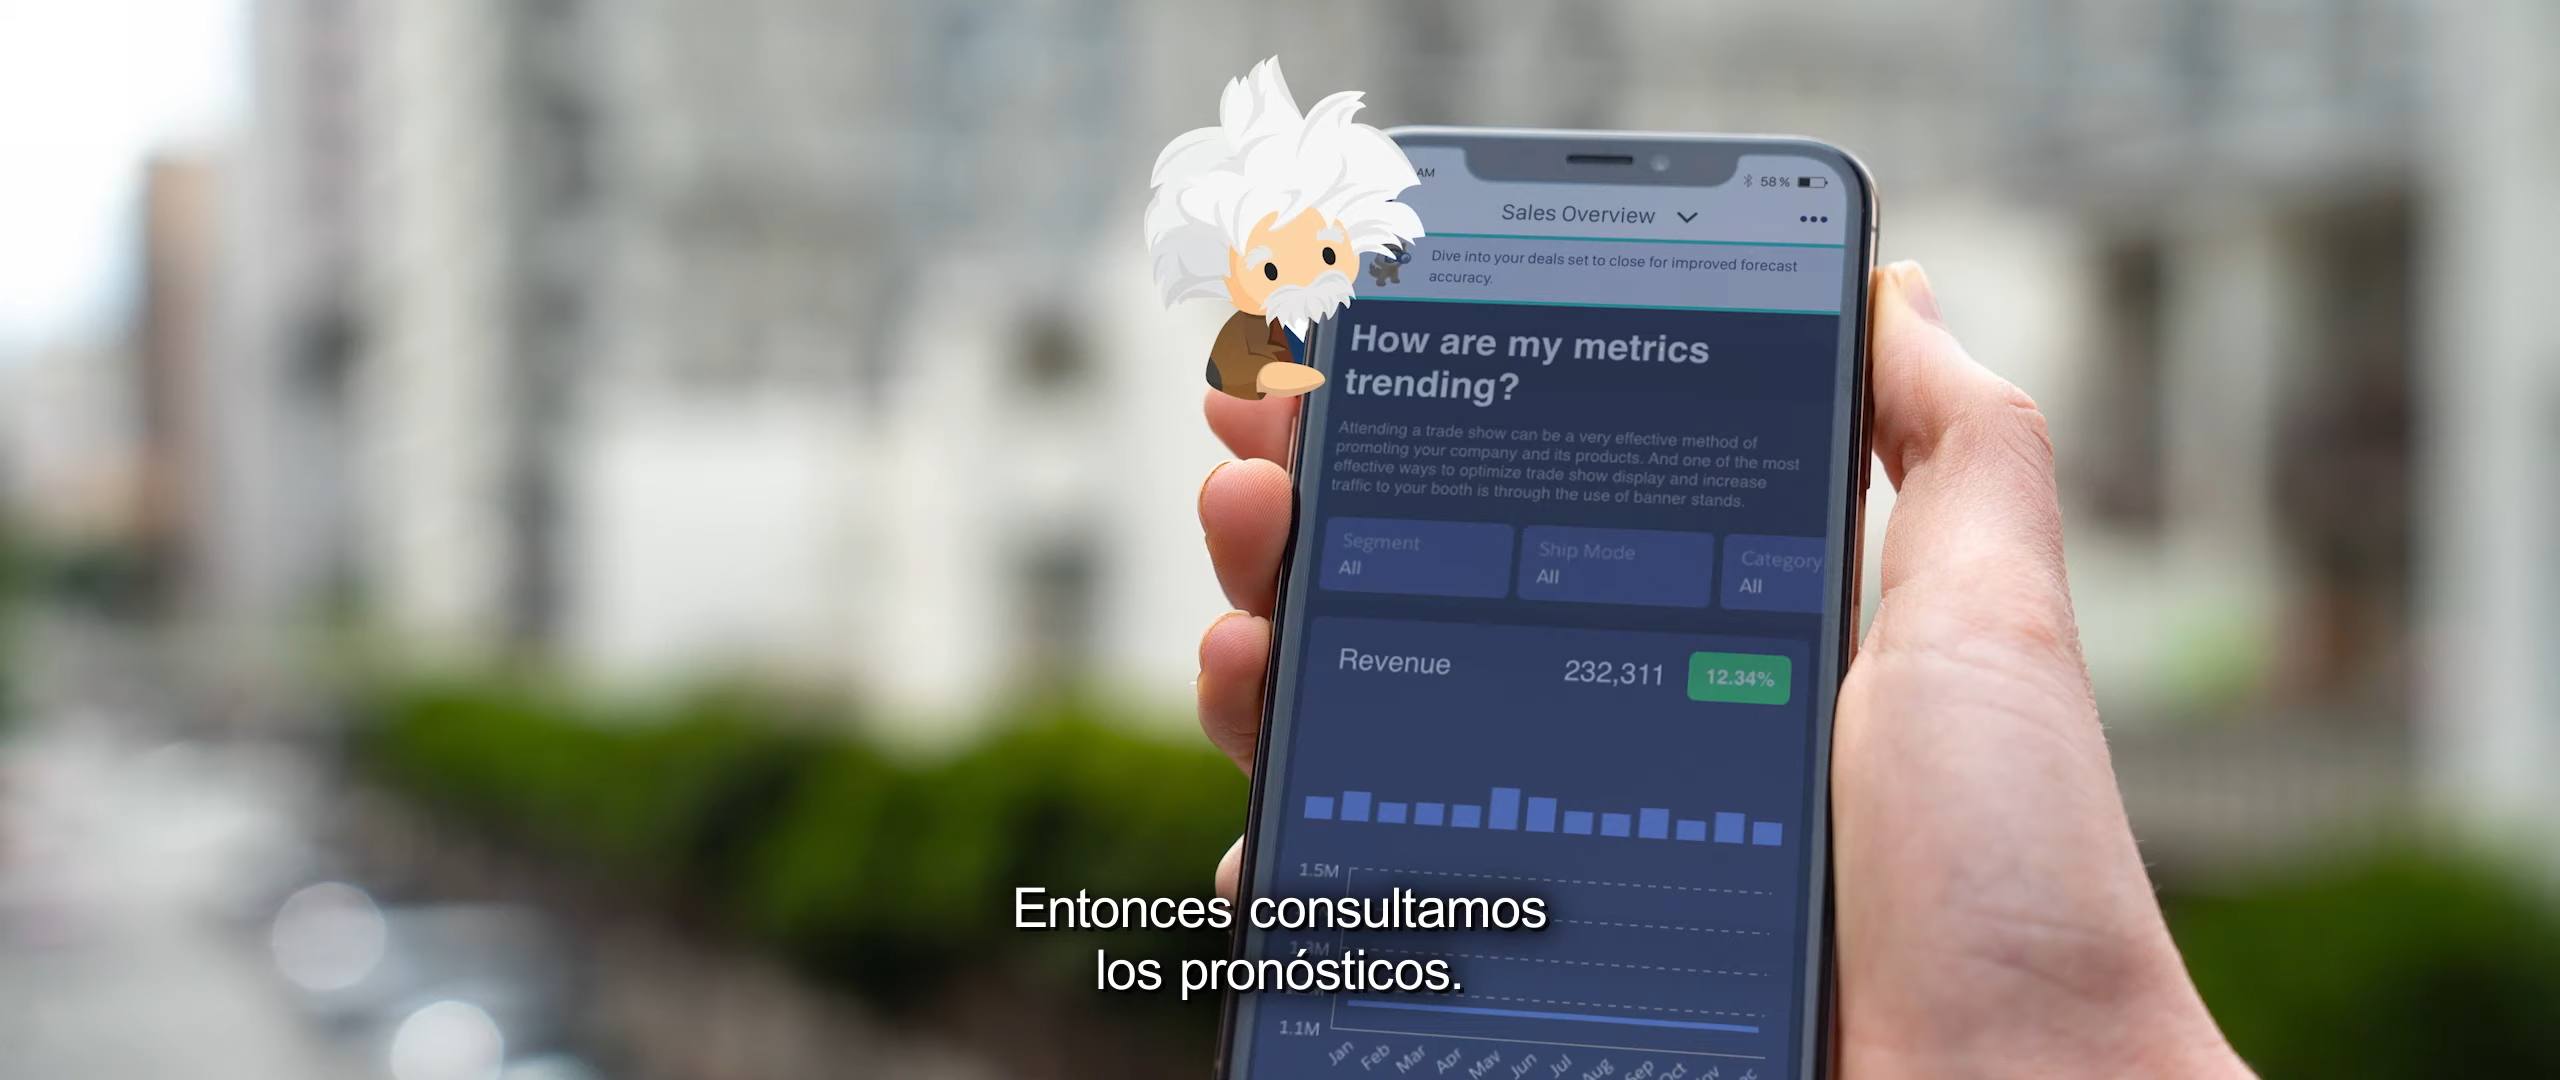 AM
58 %
Sales Overview
Dive into your deals set to close for improved forecast
accuracy.
How are my metrics
trending?
Attending a trade show can be a very effective method of
promoting your company and its products. And one of the most
effective ways to optimize trade show display and increase
traffic to your booth is through the use of banner stands.
Segment
All
Ship Mode
All
Category
All
Revenue
232,311
12.34%
1.5M
Entonces consultamos
los pronósticos.
1.1M
Jan Feb Mar Apr May Jun Jul Aug Sep Oct